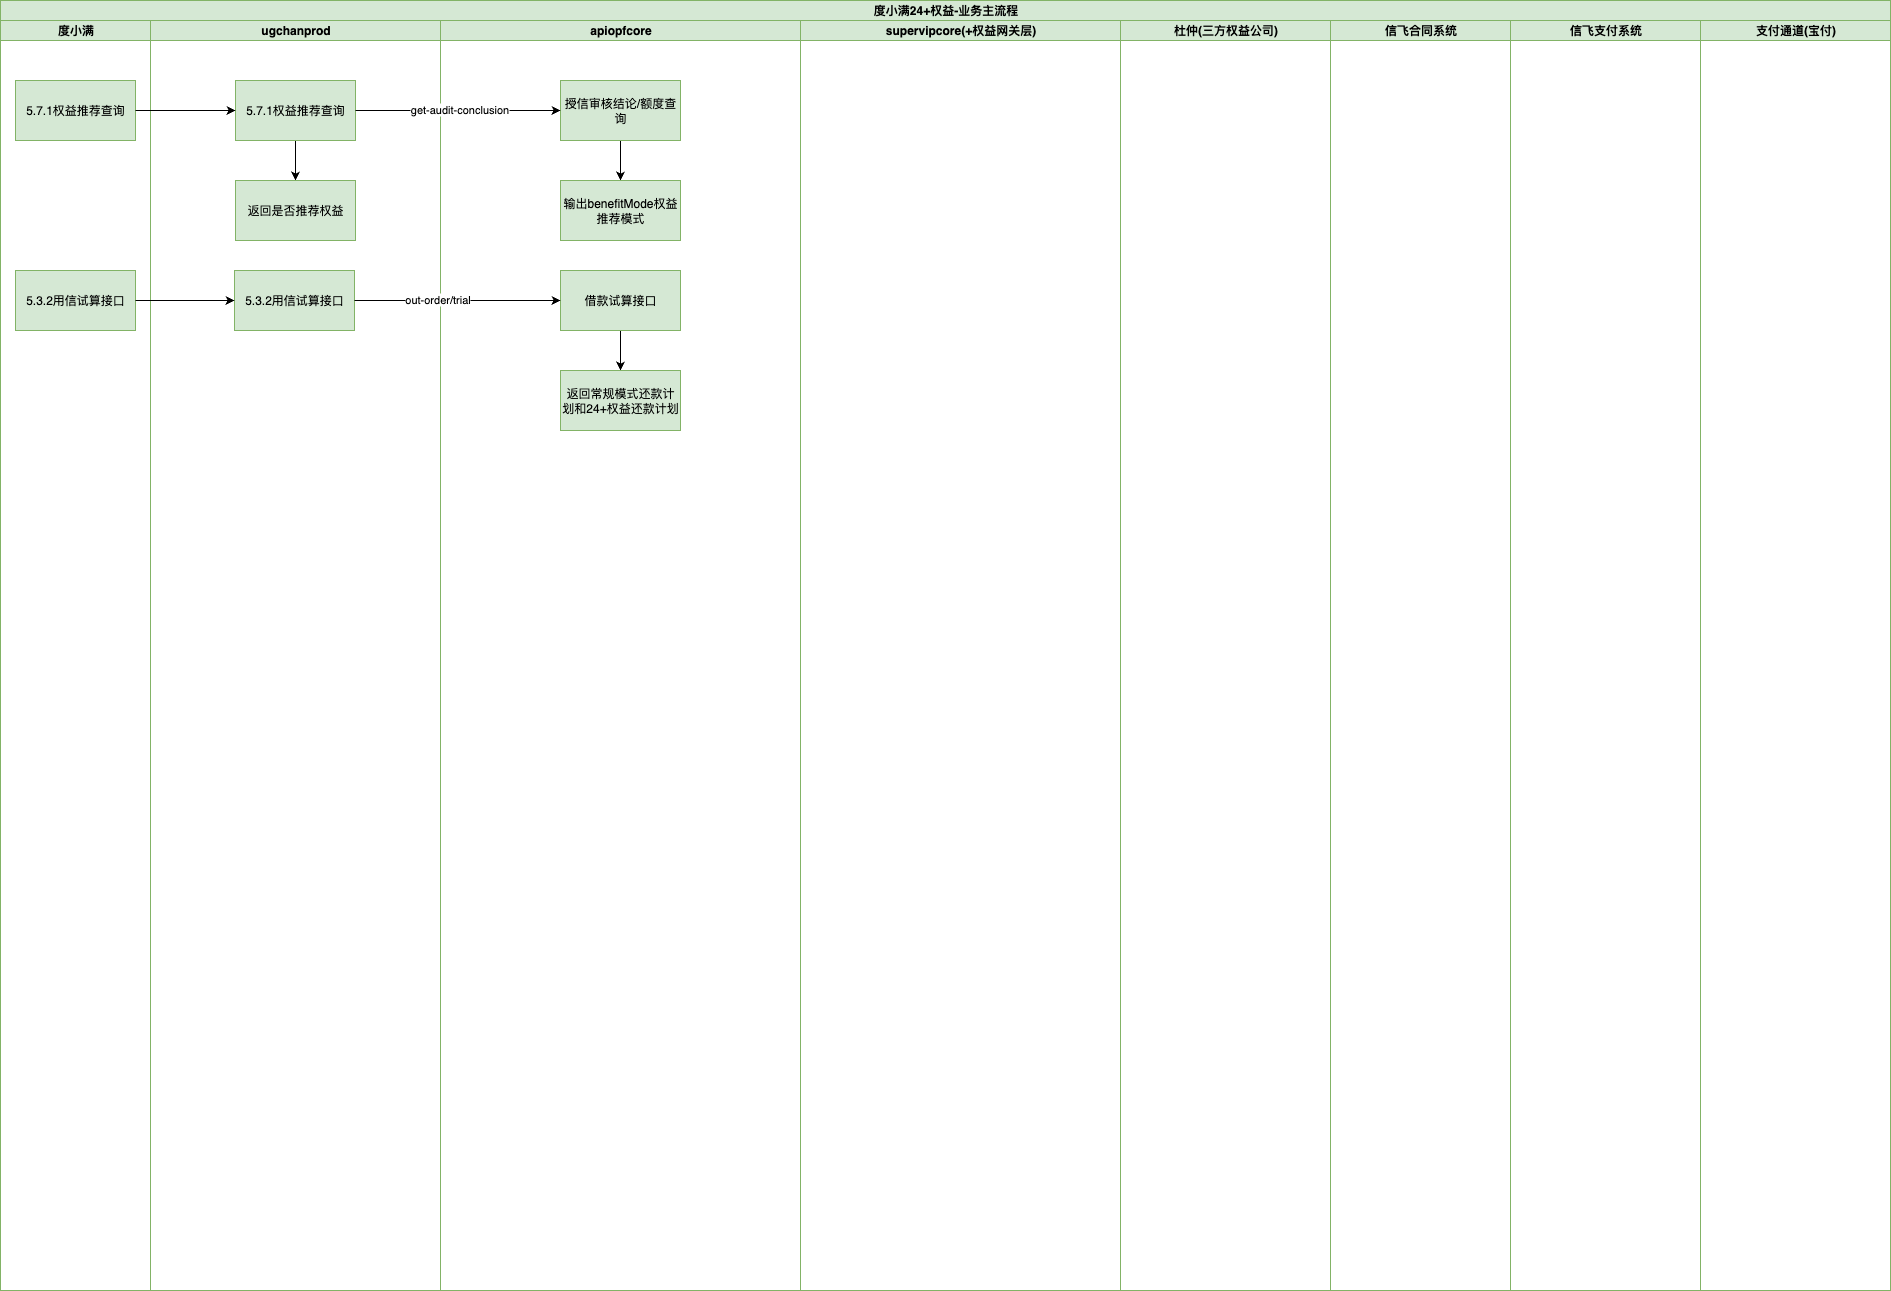 度小满24+权益-业务主流程
度小满
ugchanprod
apiopfcore
supervipcore(+权益网关层)
杜仲(三方权益公司)
信飞合同系统
信飞支付系统
支付通道(宝付)
5.7.1权益推荐查询
5.7.1权益推荐查询
get-audit-conclusion
授信审核结论/额度查
询
返回是否推荐权益
输出benefitMode权益
推荐模式
5.3.2用信试算接口
5.3.2用信试算接口
out-order/trial
借款试算接口
返回常规模式还款计
划和24+权益还款计划